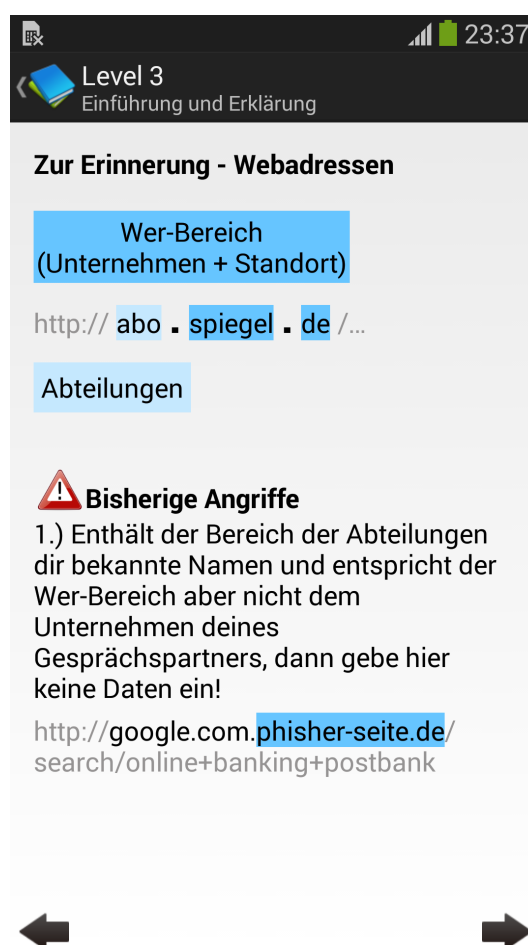 23:37
Level 3
Einführung und Erklärung
Zur Erinnerung - Webadressen
Wer-Bereich
(Unternehmen + Standort)
http:// abo . spiegel . de /...
Abteilungen
Bisherige Angriffe
1.) Enthält der Bereich der Abteilungen
dir bekannte Namen und entspricht der
Wer-Bereich aber nicht dem
Unternehmen deines
Gesprächspartners, dann gebe hier
keine Daten ein!
http://google.com.phisher-seite.de/
search/online+banking+postbank